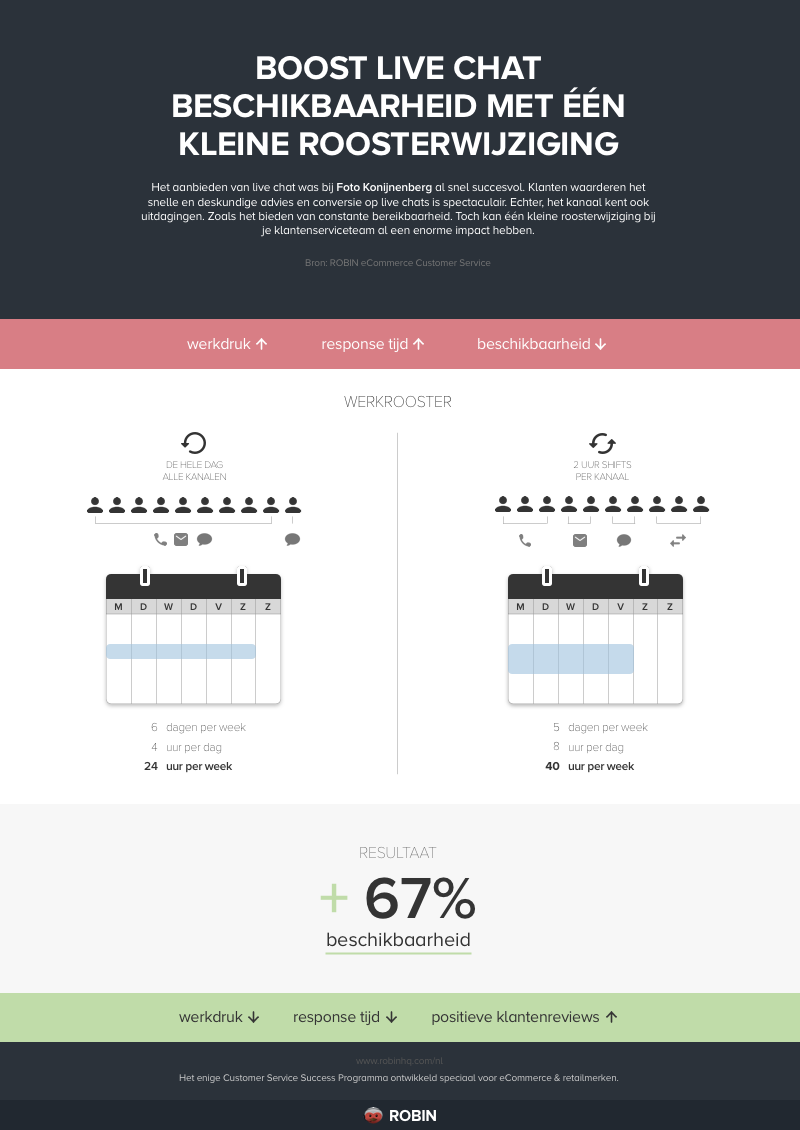 BOOST LIVE CHAT
BESCHIKBAARHEID MET ÉÉN
KLEINE ROOSTERWIJZIGING
Het aanbieden van live chat was bij Foto Konijnenberg al snel succesvol. Klanten waarderen het
snelle en deskundige advies en conversie op live chats is spectaculair. Echter, het kanaal kent ook
uitdagingen. Zoals het bieden van constante bereikbaarheid. Toch kan één kleine roosterwijziging bij
je klantenserviceteam al een enorme impact hebben.
Bron: ROBIN eCommerce Customer Service
werkdruk ↑ response tijd ↑ beschikbaarheid ↓
WERKROOSTER
DE HELE DAG
ALLE KANALEN
M D W D V Z Z
6 dagen per week
4 uur per dag
24 uur per week
2 UUR SHIFTS
PER KANAAL
M D W D V Z Z
5 dagen per week
8 uur per dag
40 uur per week
RESULTAAT
+ 67%
beschikbaarheid
werkdruk ↓ response tijd ↓ positieve klantenreviews ↑
www.robinhq.com/nl
Het enige Customer Service Success Programma ontwikkeld speciaal voor eCommerce & retailmerken.
ROBIN